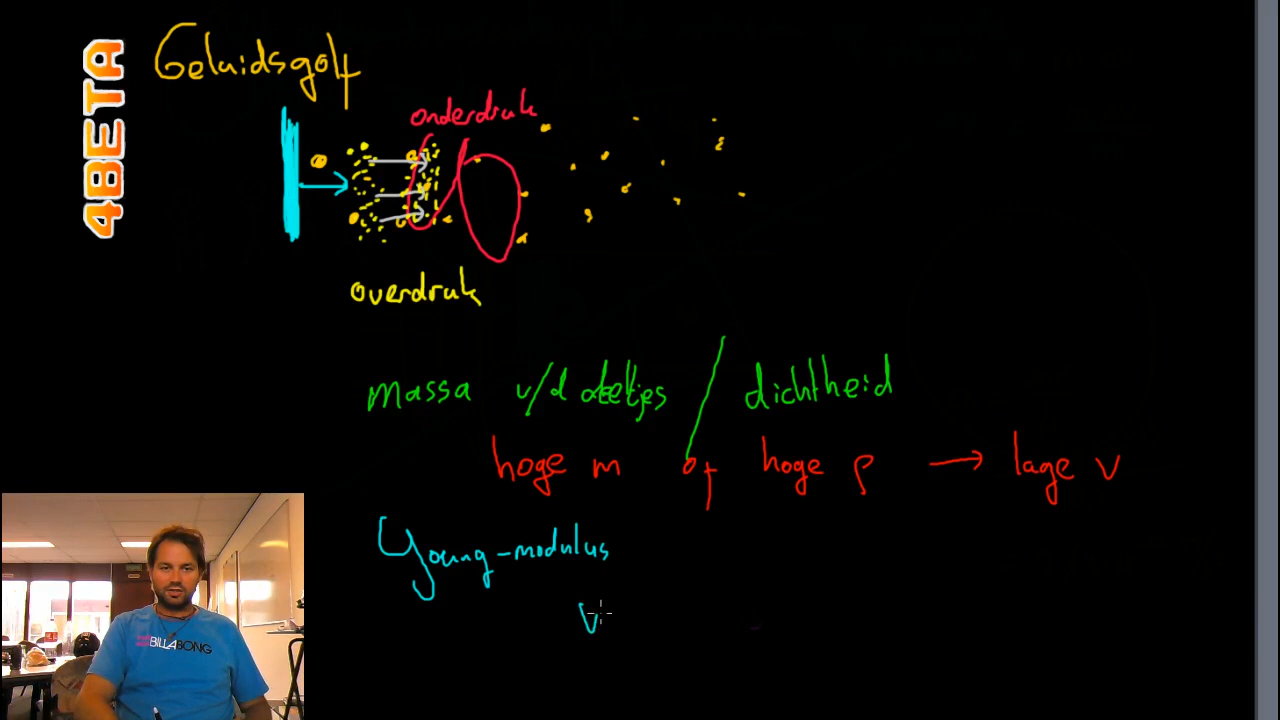 4BETA
Geluidsgolf
onderdruk
overdruk
massa v/d deeltjes / dichtheid
hoge m of hoge ρ → lage v
Young-modulus
v
BILLABONG